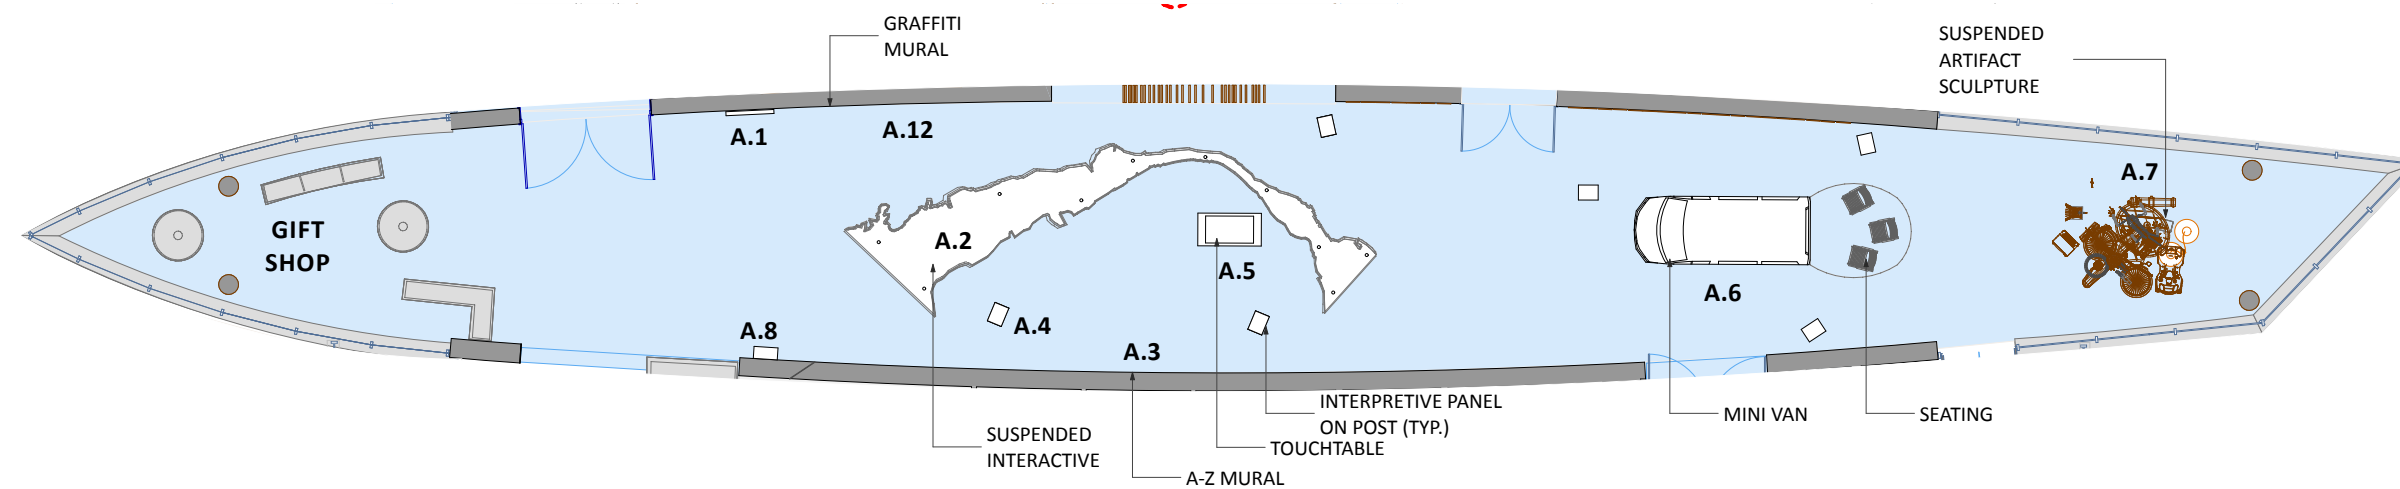 GRAFFITI
MURAL
SUSPENDED
ARTIFACT
SCULPTURE
A.1
A.12
A.7
GIFT
SHOP
A.2
A.5
A.6
A.4
A.8
A.3
INTERPRETIVE PANEL
ON POST (TYP.)
MINI VAN
SEATING
SUSPENDED
INTERACTIVE
TOUCHTABLE
A-Z MURAL